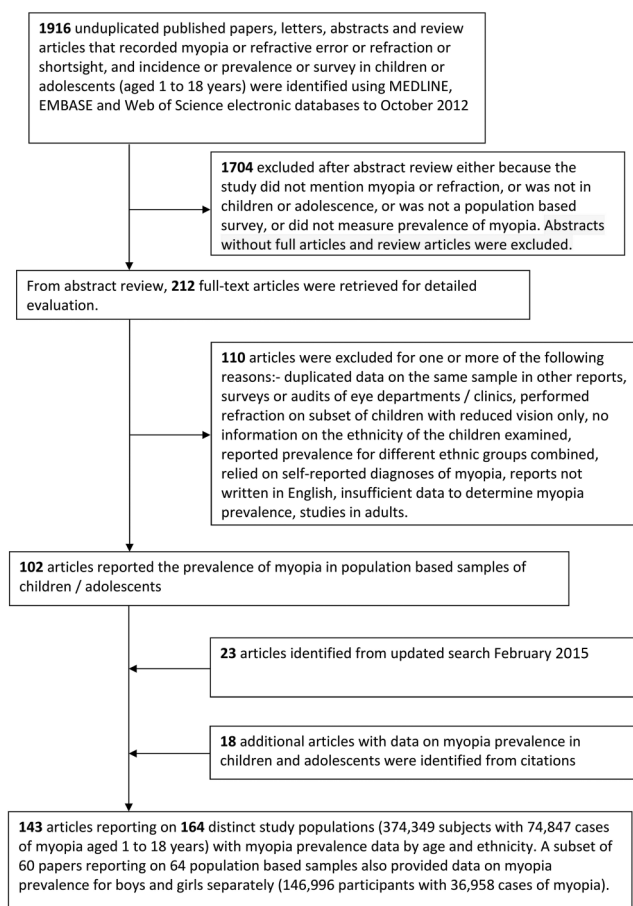 1916 unduplicated published papers, letters, abstracts and review
articles that recorded myopia or refractive error or refraction or
shortsight, and incidence or prevalence or survey in children or
adolescents (aged 1 to 18 years) were identified using MEDLINE,
EMBASE and Web of Science electronic databases to October 2012
1704 excluded after abstract review either because the
study did not mention myopia or refraction, or was not in
children or adolescence, or was not a population based
survey, or did not measure prevalence of myopia. Abstracts
without full articles and review articles were excluded.
From abstract review, 212 full-text articles were retrieved for detailed
evaluation.
110 articles were excluded for one or more of the following
reasons:- duplicated data on the same sample in other reports,
surveys or audits of eye departments / clinics, performed
refraction on subset of children with reduced vision only, no
information on the ethnicity of the children examined,
reported prevalence for different ethnic groups combined,
relied on self-reported diagnoses of myopia, reports not
written in English, insufficient data to determine myopia
prevalence, studies in adults.
102 articles reported the prevalence of myopia in population based samples of
children / adolescents
23 articles identified from updated search February 2015
18 additional articles with data on myopia prevalence in
children and adolescents were identified from citations
143 articles reporting on 164 distinct study populations (374,349 subjects with 74,847 cases
of myopia aged 1 to 18 years) with myopia prevalence data by age and ethnicity. A subset of
60 papers reporting on 64 population based samples also provided data on myopia
prevalence for boys and girls separately (146,996 participants with 36,958 cases of myopia).